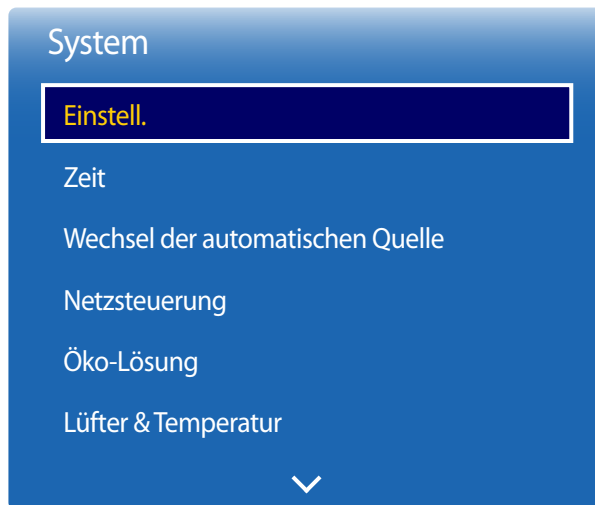 System
Einstell.
Zeit
Wechsel der automatischen Quelle
Netzsteuerung
Öko-Lösung
Lüfter & Temperatur